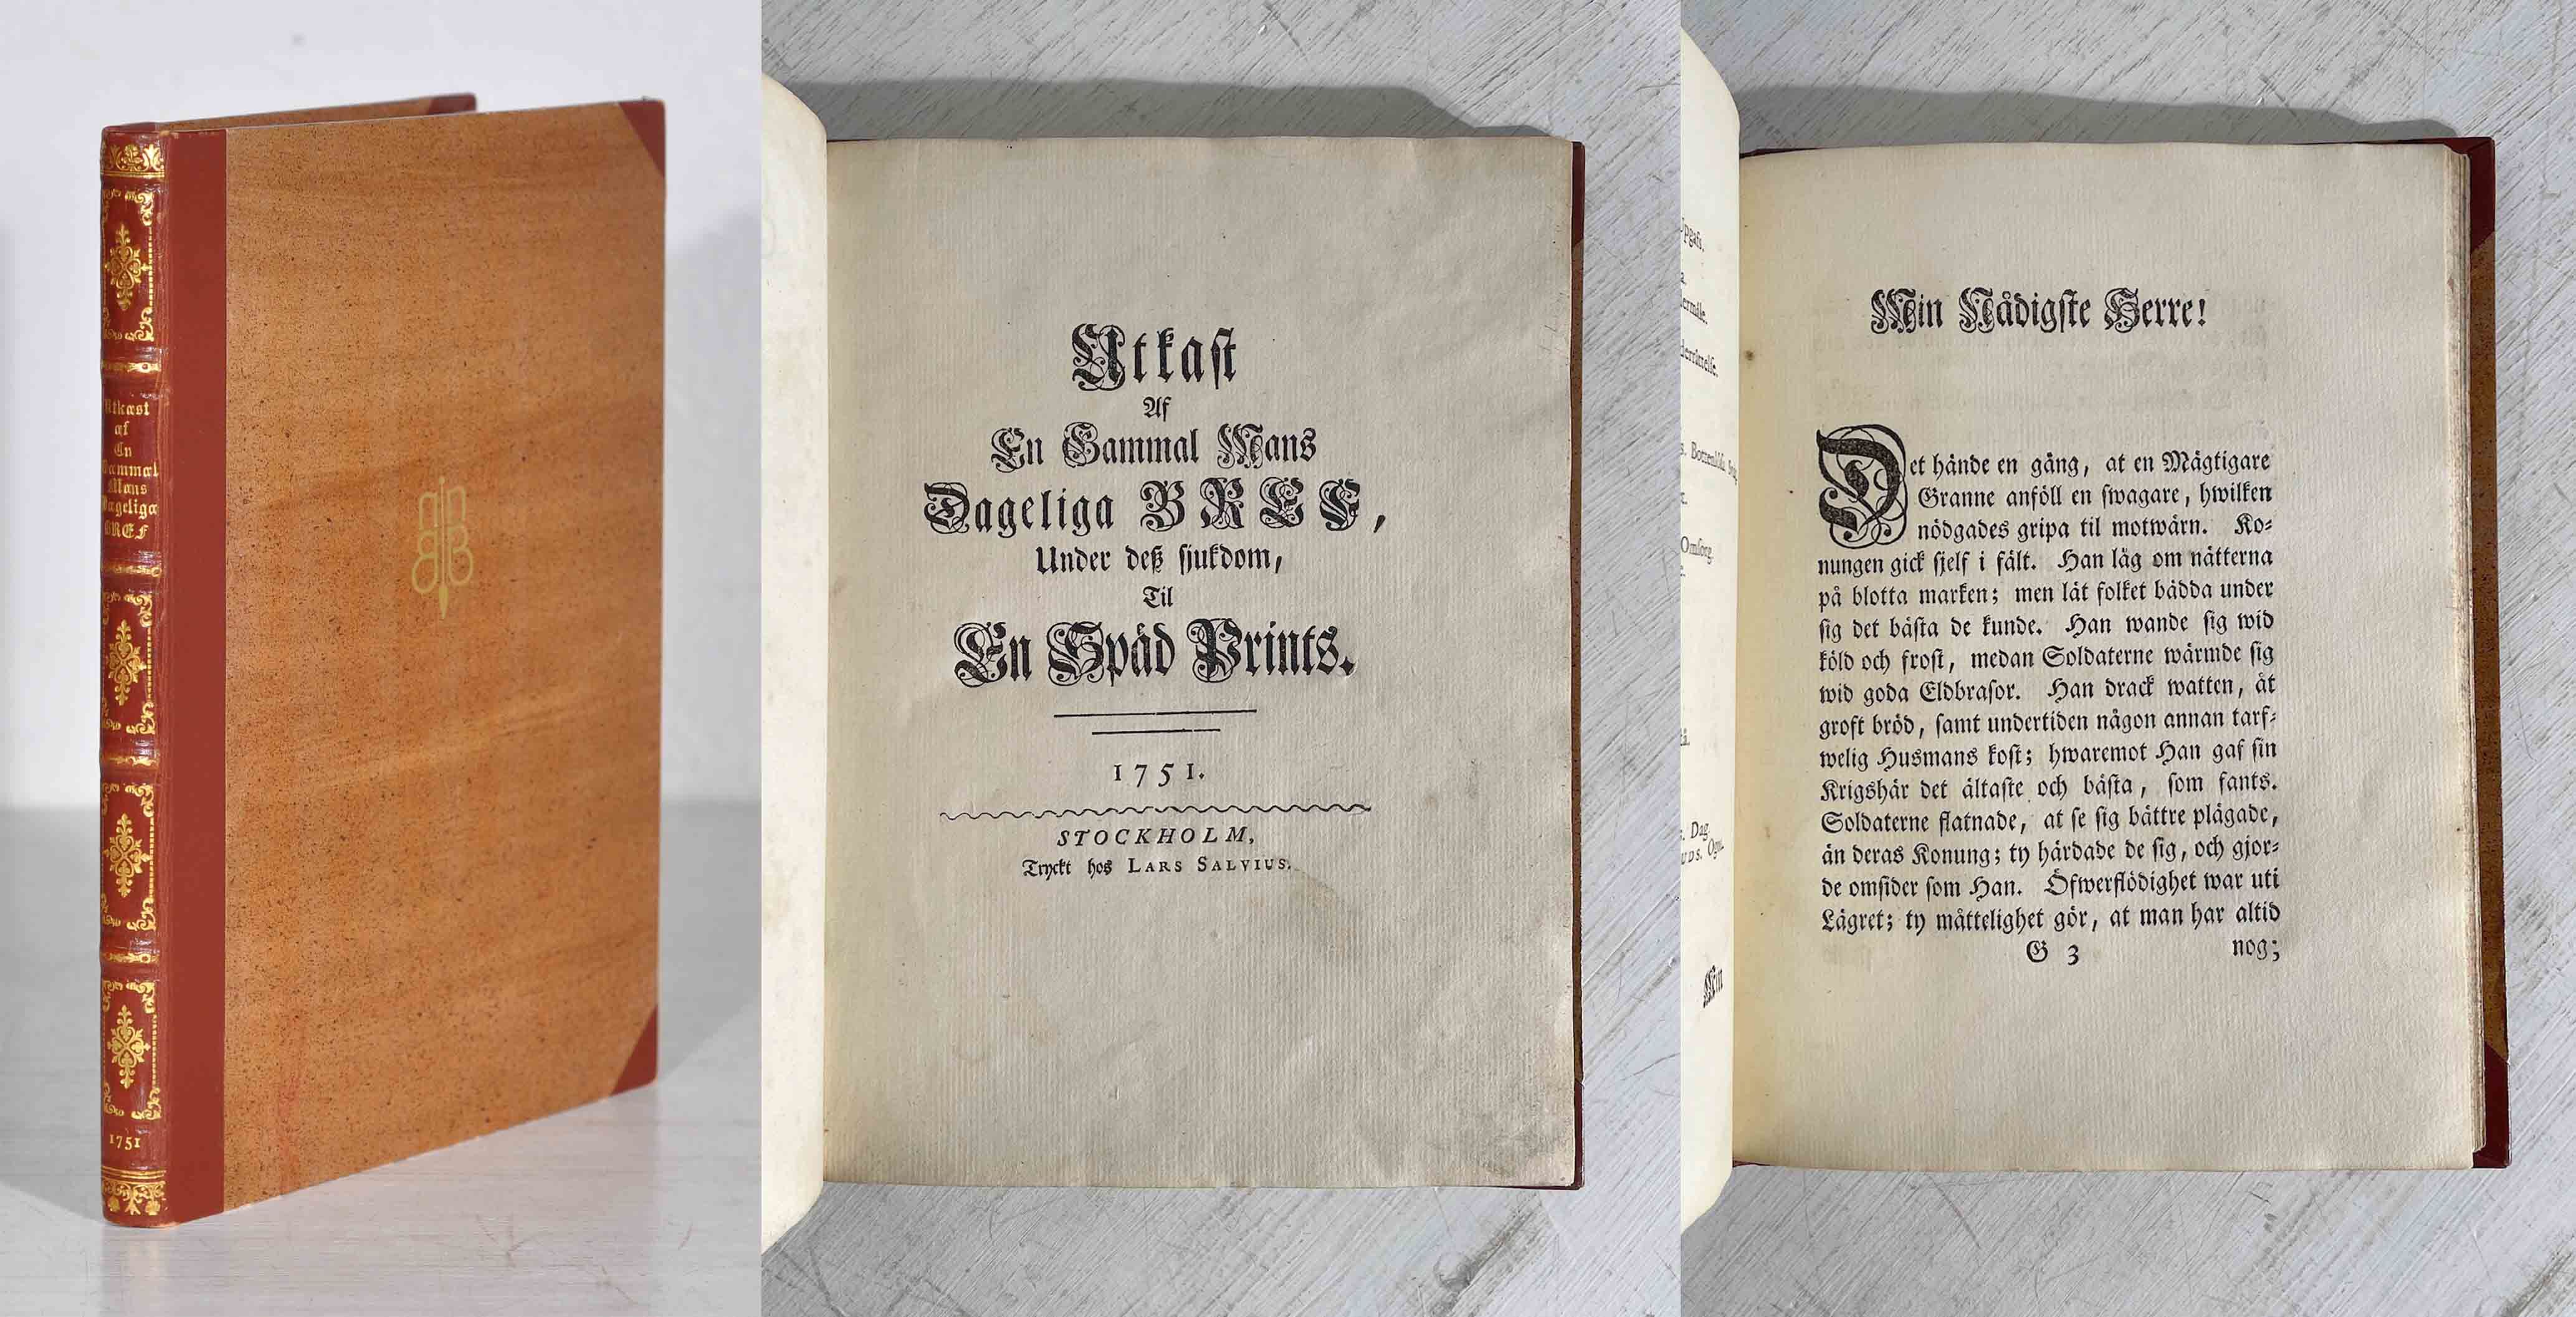 Utkast
af
En
Gammal
Mans
Dageliga
BREF
1751
Utkast
Af
En Gammal Mans
Dageliga BREF,
Under deß sjukdom,
Til
En Späd Prints.
1751.
STOCKHOLM,
Tryckt hos LARS SALVIUS.
Omsorg.
Dag.
Min
Min Nådigste Herre!
Det hände en gång, at en Mägtigare
Granne anföll en swagare, hwilken
nödgades gripa til motwärn. Ko-
nungen gick sjelf i fält. Han låg om nätterna
på blotta marken; men lät folket bädda under
sig det bästa de kunde. Han wande sig wid
köld och frost, medan Soldaterne wärmde sig
wid goda Eldbrasor. Han drack watten, åt
groft bröd, samt undertiden någon annan tarf-
welig Husmans kost; hwaremot Han gaf sin
Krigshär det ältaste och bästa, som fants.
Soldaterne flatnade, at se sig bättre plägade,
än deras Konung; ty härdade de sig, och gjor-
de omsider som Han. Öfwerflödighet war uti
Lägret; ty måttelighet gör, at man har altid
G 3 nog;